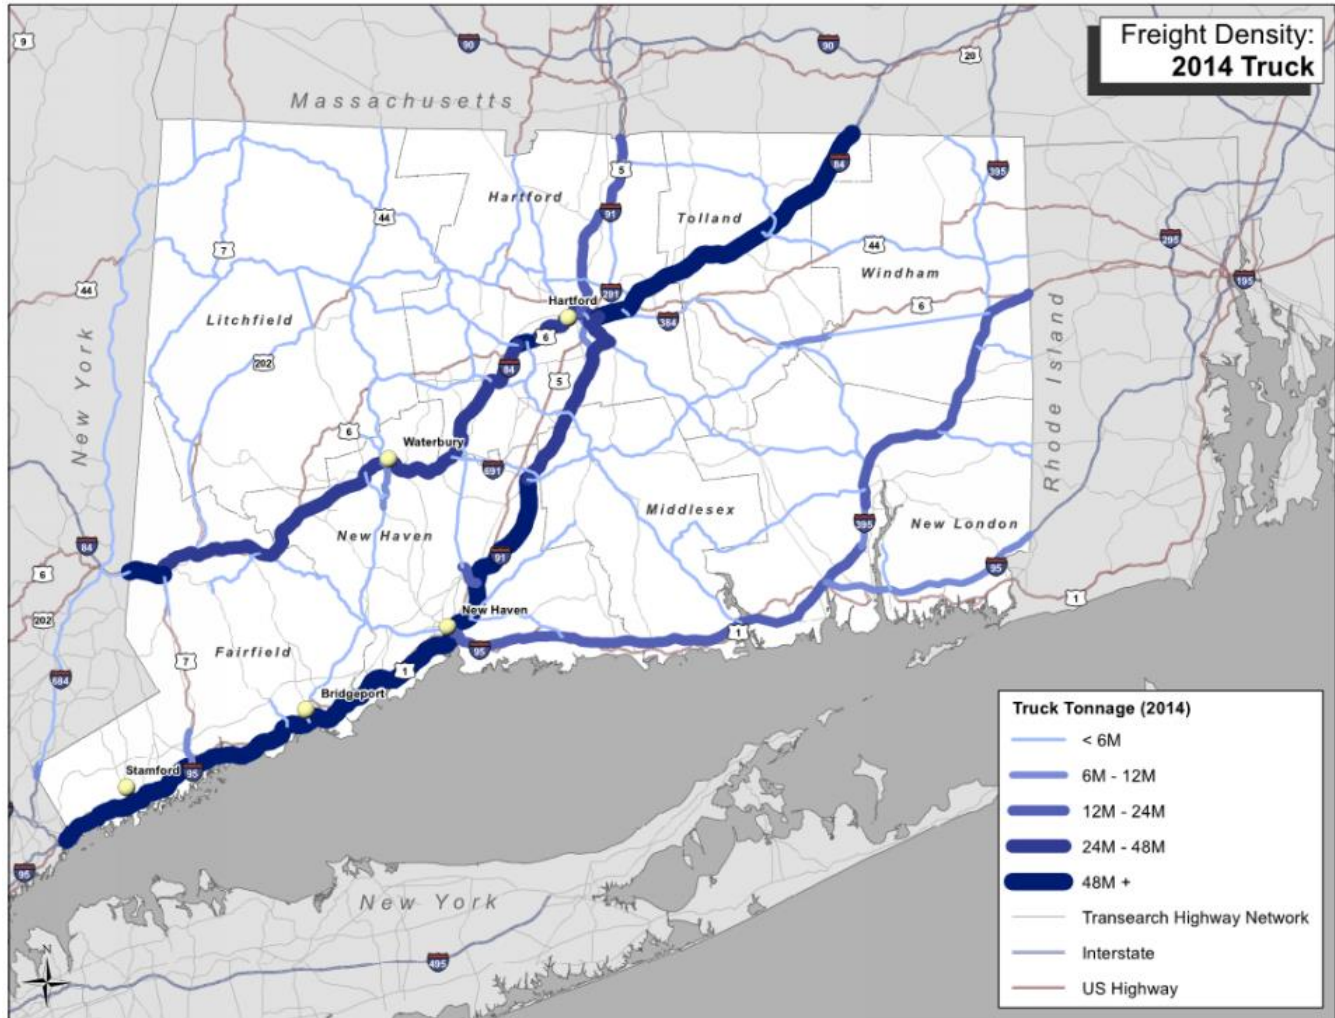 Freight Density:
2014 Truck
9
90
90
20
Massachusetts
5
84
395
Hartford
44
91
Tolland
7
44
295
Windham
44
291
195
Hartford
6
384
Litchfield
6
202
84
5
New York
Rhode Island
6
Waterbury
691
Middlesex
395
New London
New Haven
84
91
6
95
1
202
New Haven
1
95
Fairfield
7
1
684
Bridgeport
Stamford
95
95
New York
495
N
Truck Tonnage (2014)
< 6M
6M - 12M
12M - 24M
24M - 48M
48M +
Transearch Highway Network
Interstate
US Highway